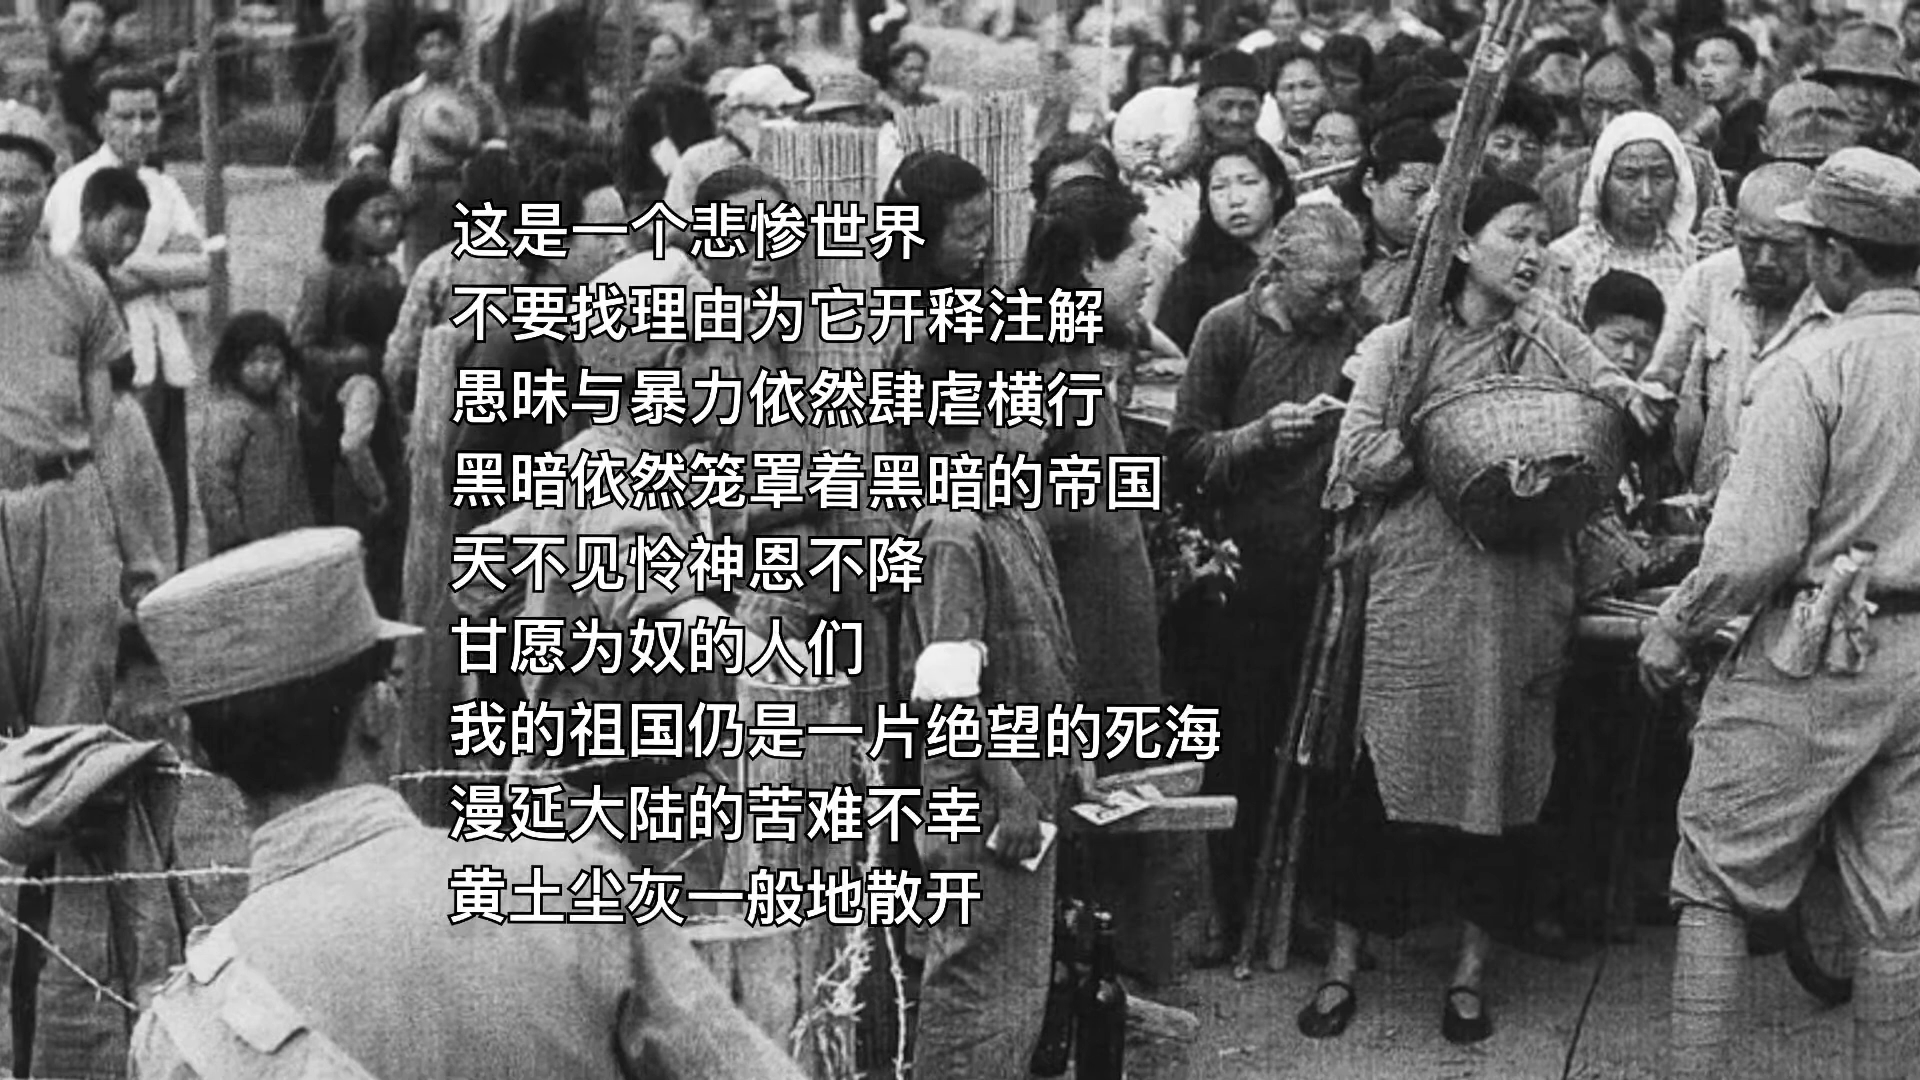 这是一个悲惨世界
不要找理由为它开释注解
愚昧与暴力依然肆虐横行
黑暗依然笼罩着黑暗的帝国
天不见怜神恩不降
甘愿为奴的人们
我的祖国仍是一片绝望的死海
漫延大陆的苦难不幸
黄土尘灰一般地散开